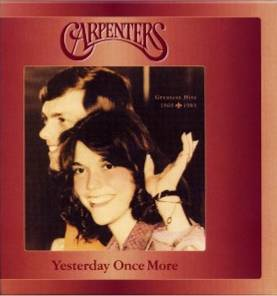 CARPENTERS
Greatest Hits
1969 ✤ 1983
Yesterday Once More